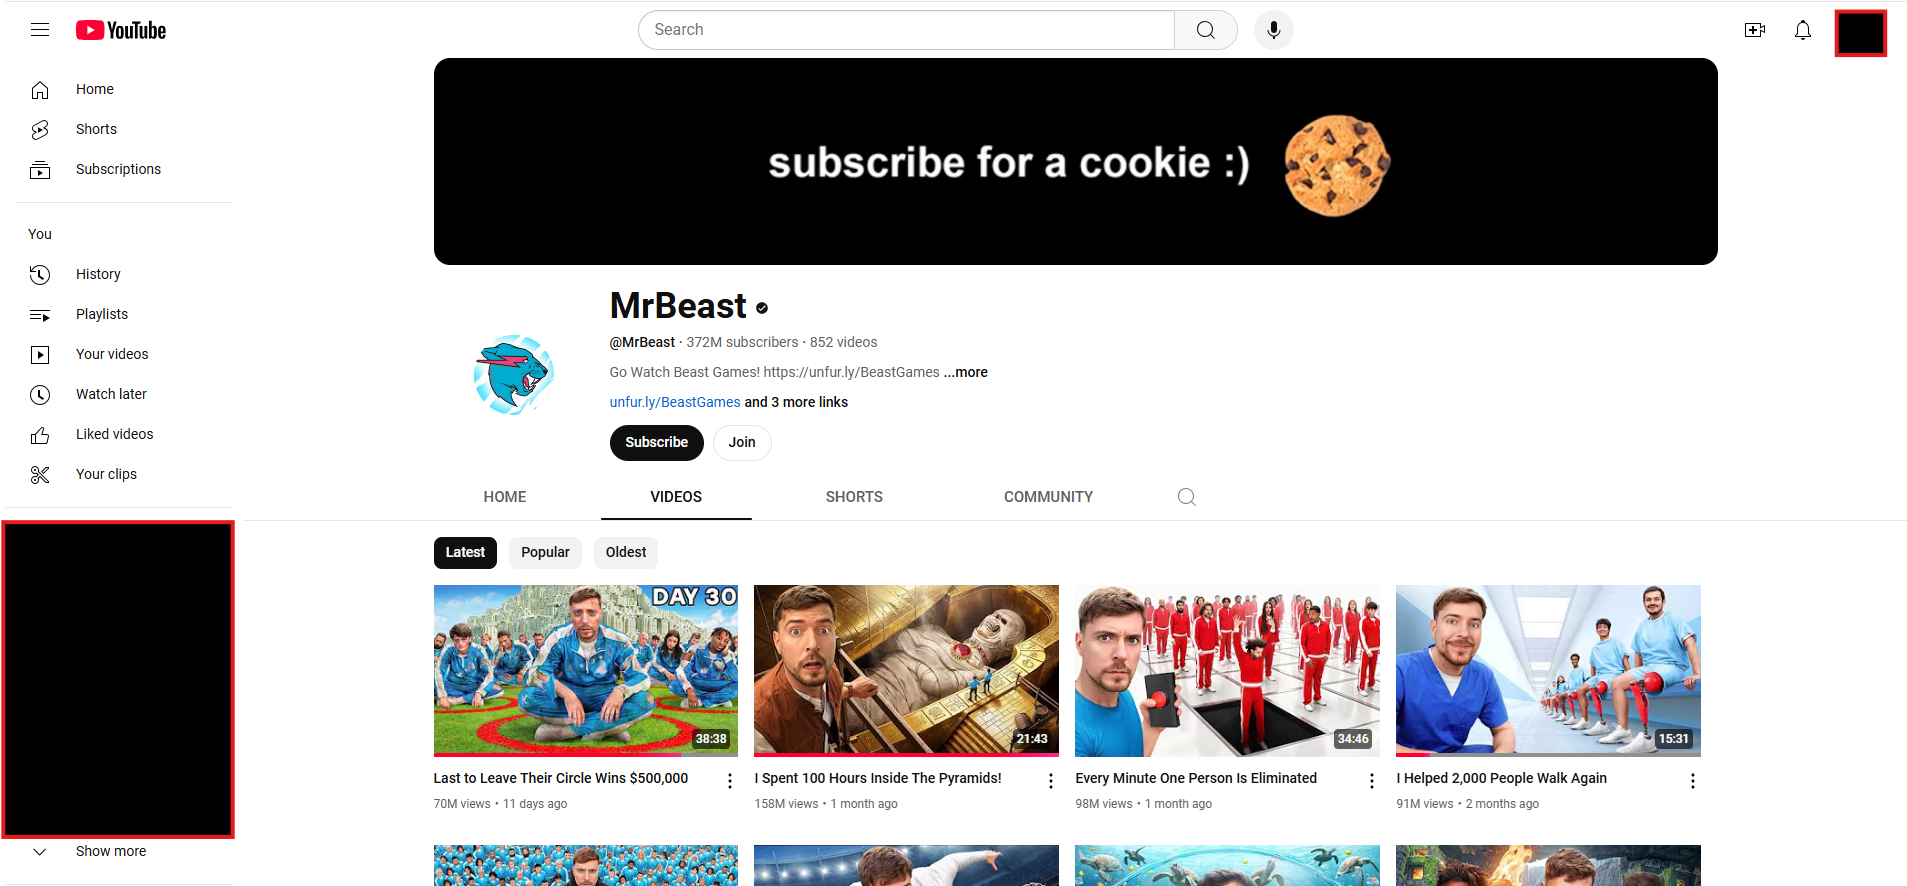 YouTube
Search
Home
Shorts
Subscriptions
You
History
Playlists
Your videos
Watch later
Liked videos
Your clips
Show more
subscribe for a cookie :)
MrBeast
@MrBeast · 372M subscribers · 852 videos
Go Watch Beast Games! https://unfur.ly/BeastGames ...more
unfur.ly/BeastGames and 3 more links
Subscribe Join
HOME VIDEOS SHORTS COMMUNITY
Latest Popular Oldest
DAY 30
38:38
Last to Leave Their Circle Wins $500,000
70M views • 11 days ago
21:43
I Spent 100 Hours Inside The Pyramids!
158M views • 1 month ago
34:46
Every Minute One Person Is Eliminated
98M views • 1 month ago
15:31
I Helped 2,000 People Walk Again
91M views • 2 months ago